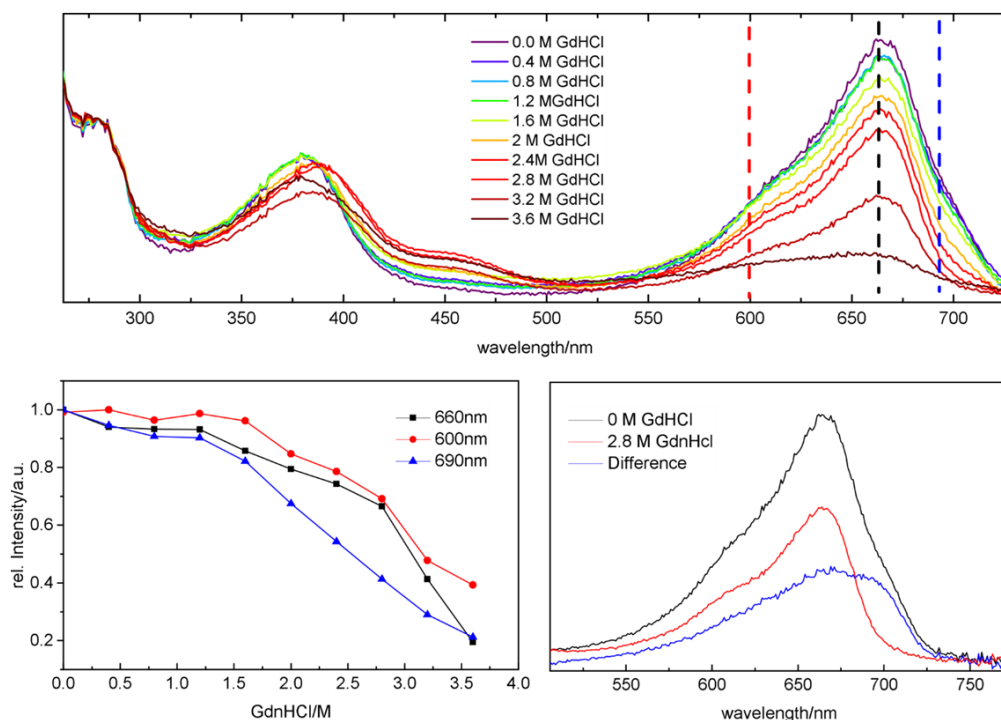 0.0 M GdHCl
0.4 M GdHCl
0.8 M GdHCl
1.2 MGdHCl
1.6 M GdHCl
2 M GdHCl
2.4M GdHCl
2.8 M GdHCl
3.2 M GdHCl
3.6 M GdHCl
300 350 400 450 500 550 600 650 700
wavelength/nm
1.0
0.8
0.6
0.4
0.2
rel. Intensity/a.u.
660nm
600nm
690nm
0.0 0.5 1.0 1.5 2.0 2.5 3.0 3.5 4.0
GdnHCl/M
0 M GdHCl
2.8 M GdnHcl
Difference
550 600 650 700 750
wavelength/nm